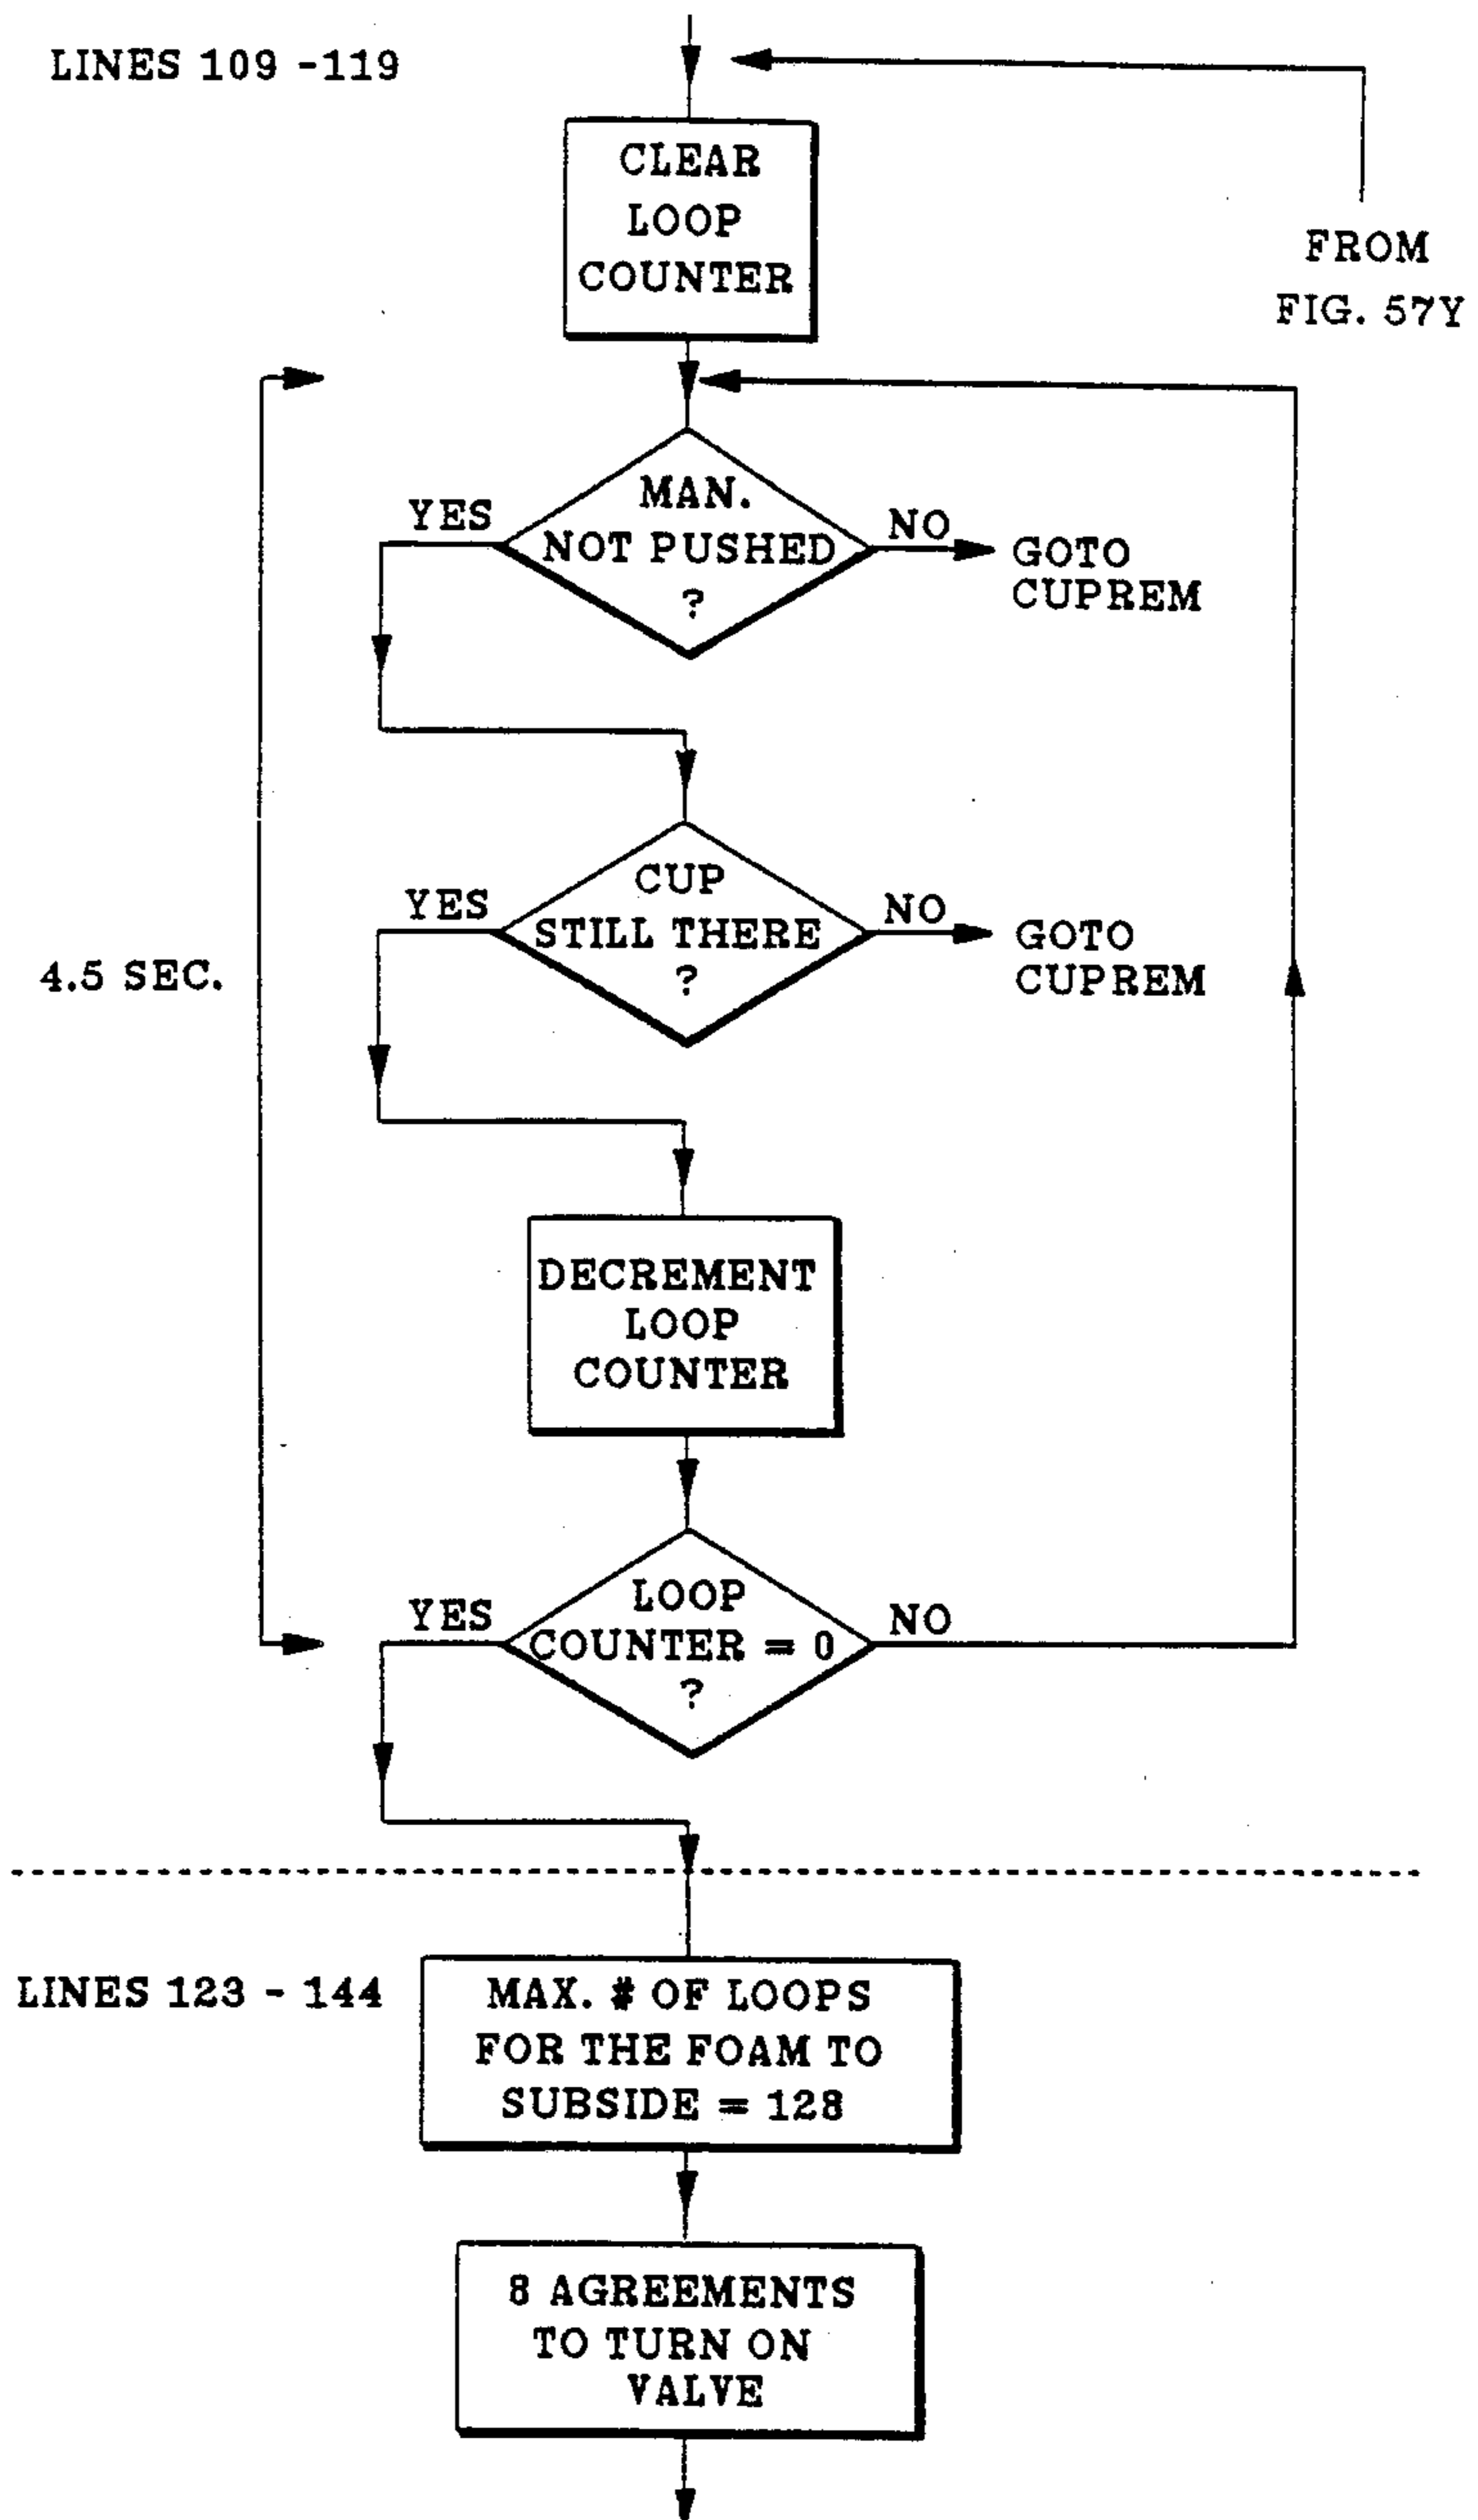 LINES 109 -119
CLEAR
LOOP
COUNTER
FROM
FIG. 57Y
MAN.
NOT PUSHED
?
YES
NO
GOTO
CUPREM
CUP
STILL THERE
?
YES
NO
GOTO
CUPREM
4.5 SEC.
DECREMENT
LOOP
COUNTER
LOOP
COUNTER = 0
?
YES
NO
LINES 123 - 144
MAX. # OF LOOPS
FOR THE FOAM TO
SUBSIDE = 128
8 AGREEMENTS
TO TURN ON
VALVE